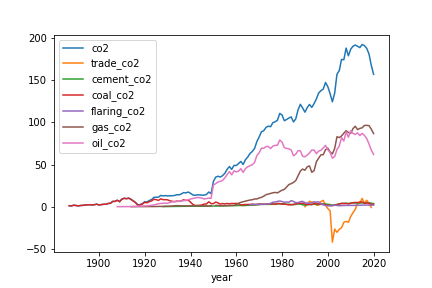 200
150
100
50
0
−50
co2
trade_co2
cement_co2
coal_co2
flaring_co2
gas_co2
oil_co2
1900 1920 1940 1960 1980 2000 2020
year